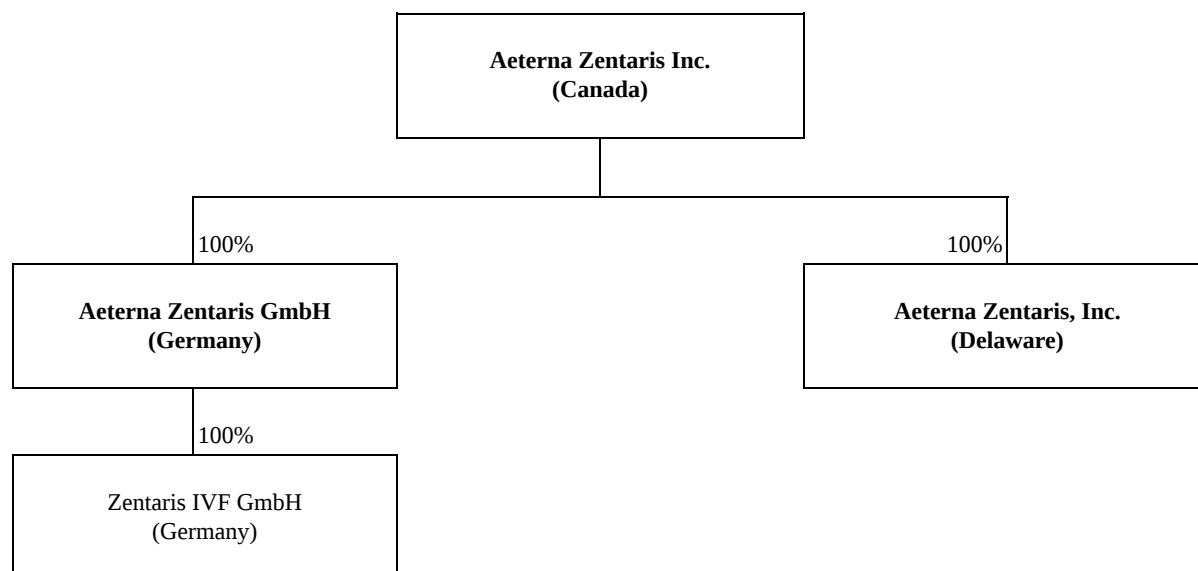 Aeterna Zentaris Inc.
(Canada)
100%
100%
Aeterna Zentaris GmbH
(Germany)
Aeterna Zentaris, Inc.
(Delaware)
100%
Zentaris IVF GmbH
(Germany)